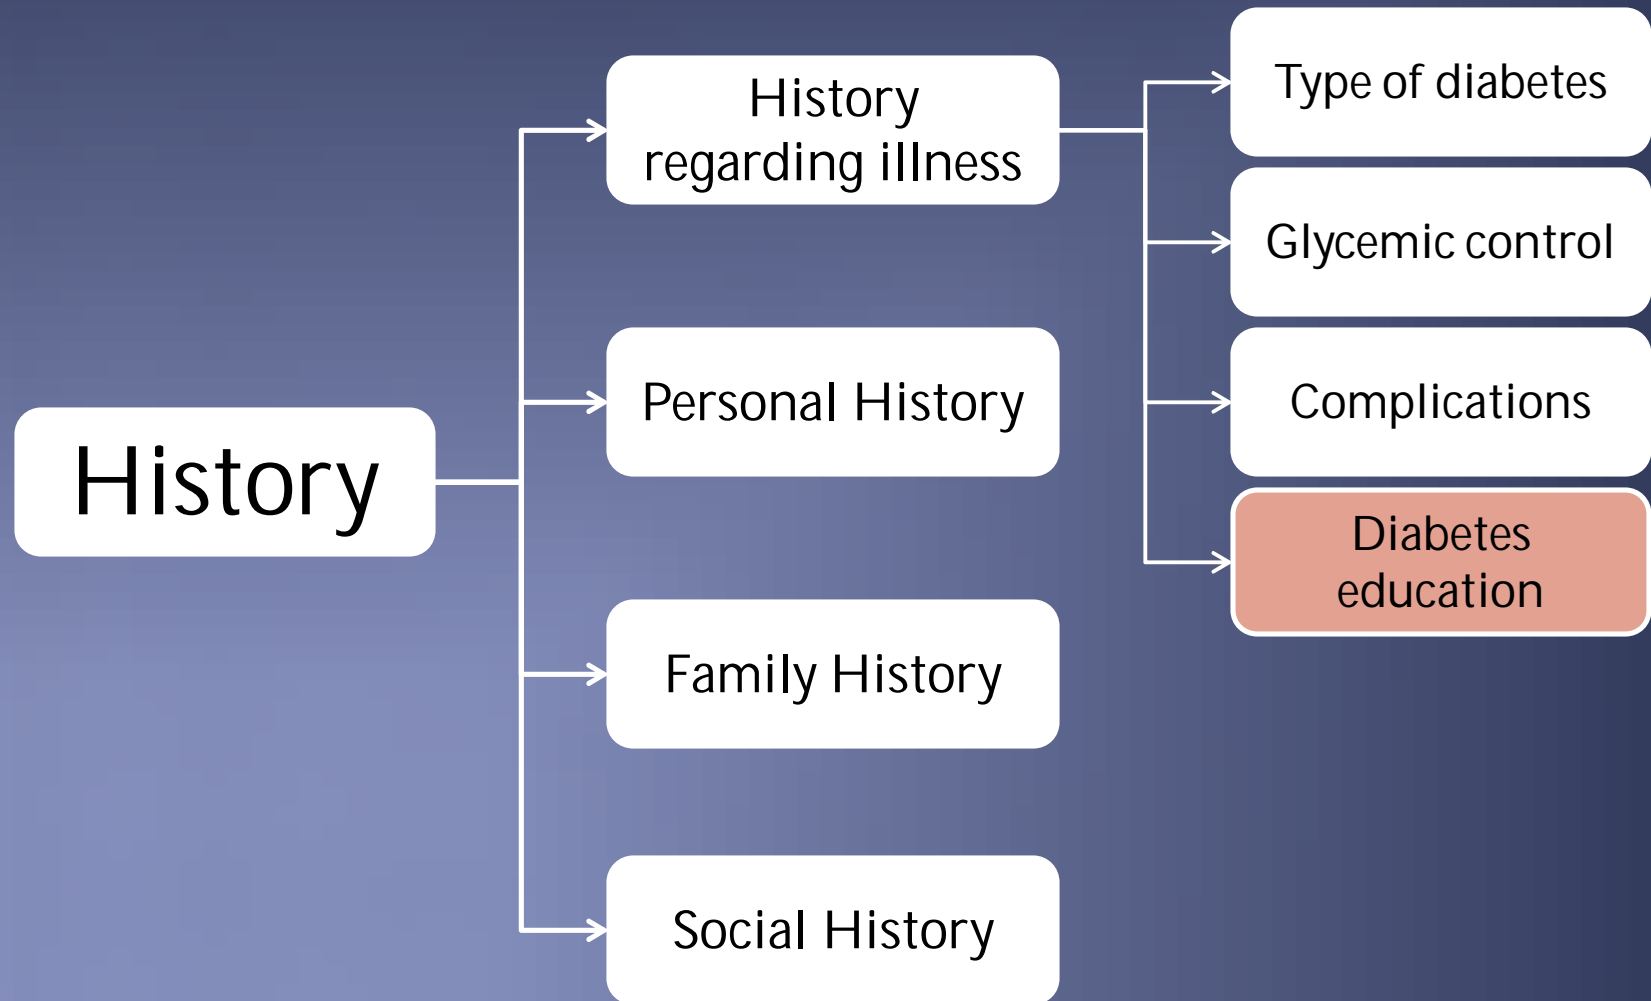 History
History
regarding illness
Type of diabetes
Glycemic control
Complications
Diabetes
education
Personal History
Family History
Social History